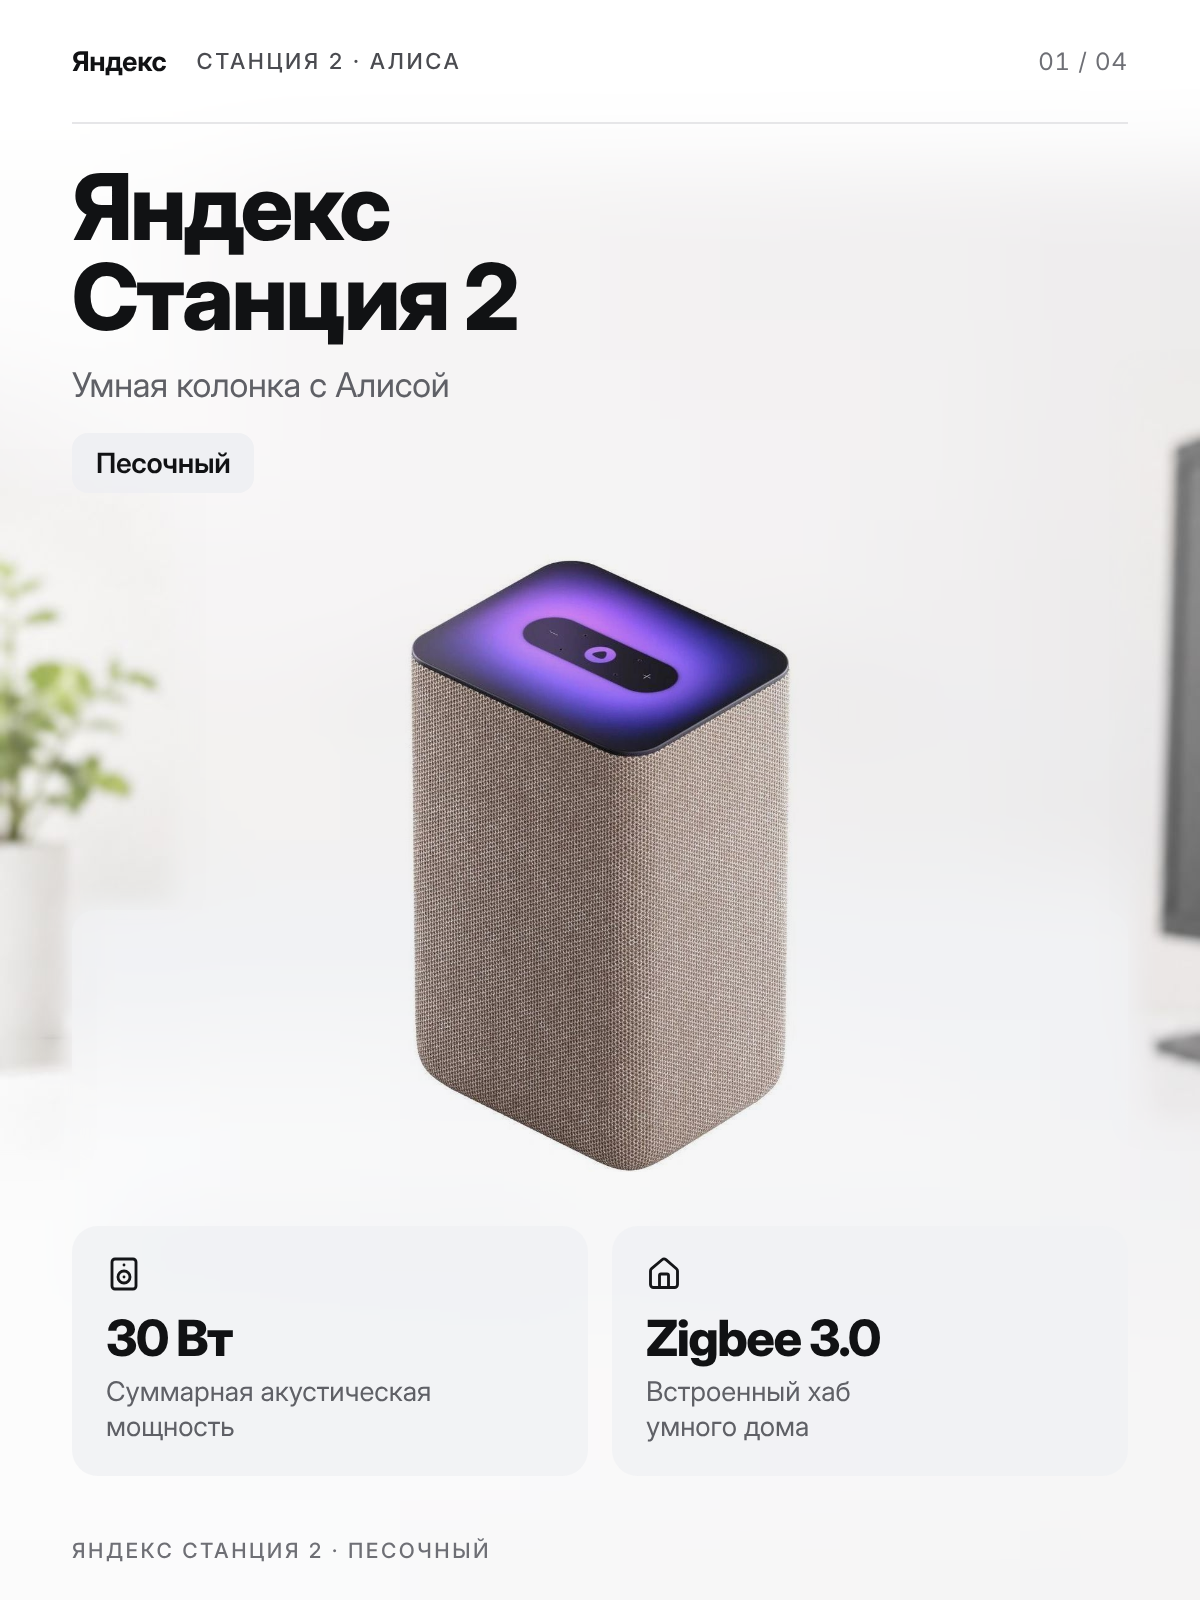 Яндекс СТАНЦИЯ 2 · АЛИСА 01 / 04
Яндекс
Станция 2
Умная колонка с Алисой
Песочный
30 Вт
Суммарная акустическая
мощность
Zigbee 3.0
Встроенный хаб
умного дома
ЯНДЕКС СТАНЦИЯ 2 · ПЕСОЧНЫЙ